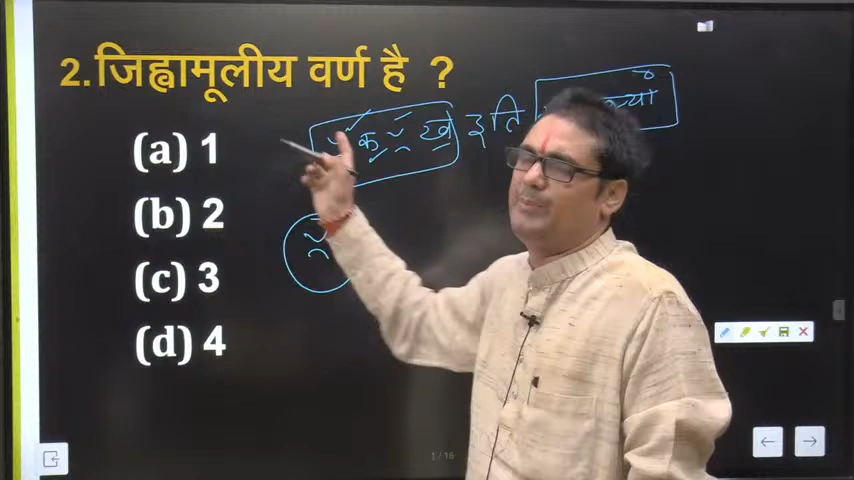 2. जिह्वामूलीय वर्ण है ?
क ख इति
(a) 1
(b) 2
(c) 3
(d) 4
1 / 16